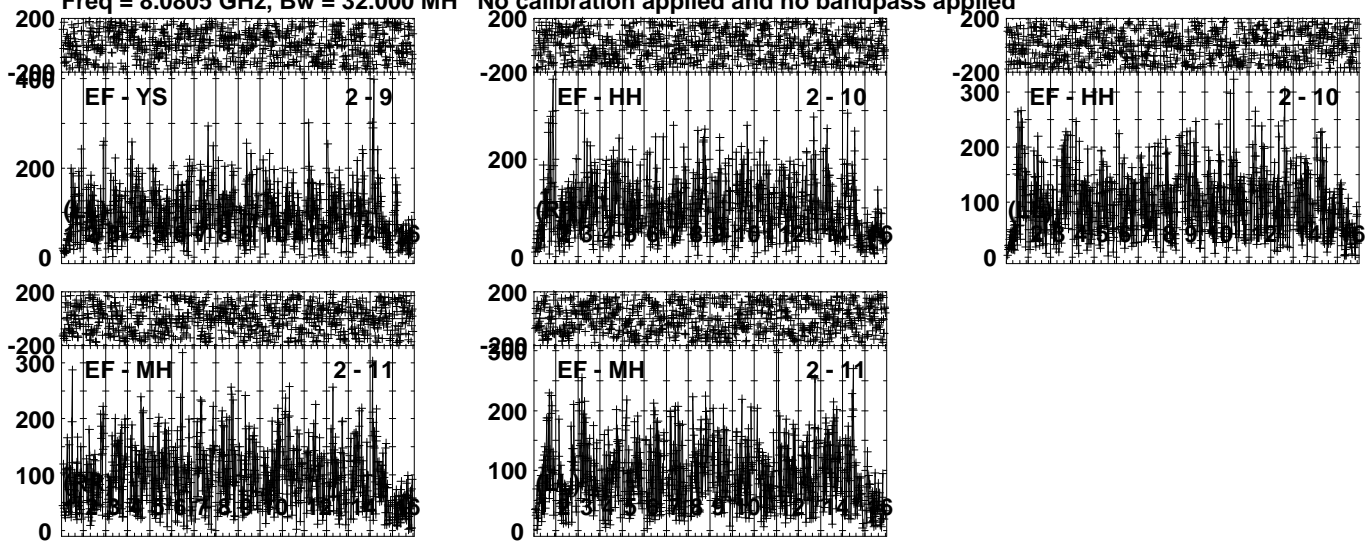 Freq = 8.0805 GHz, Bw = 32.000 MH No calibration applied and no bandpass applied
200 200 200
-200 -200 -200
400 300
EF - YS 2 - 9 EF - HH 2 - 10 EF - HH 2 - 10
200 200 200
100
0 0 0
200 200
-200 -200
300 300
EF - MH 2 - 11 EF - MH 2 - 11
200 200
100 100
0 0